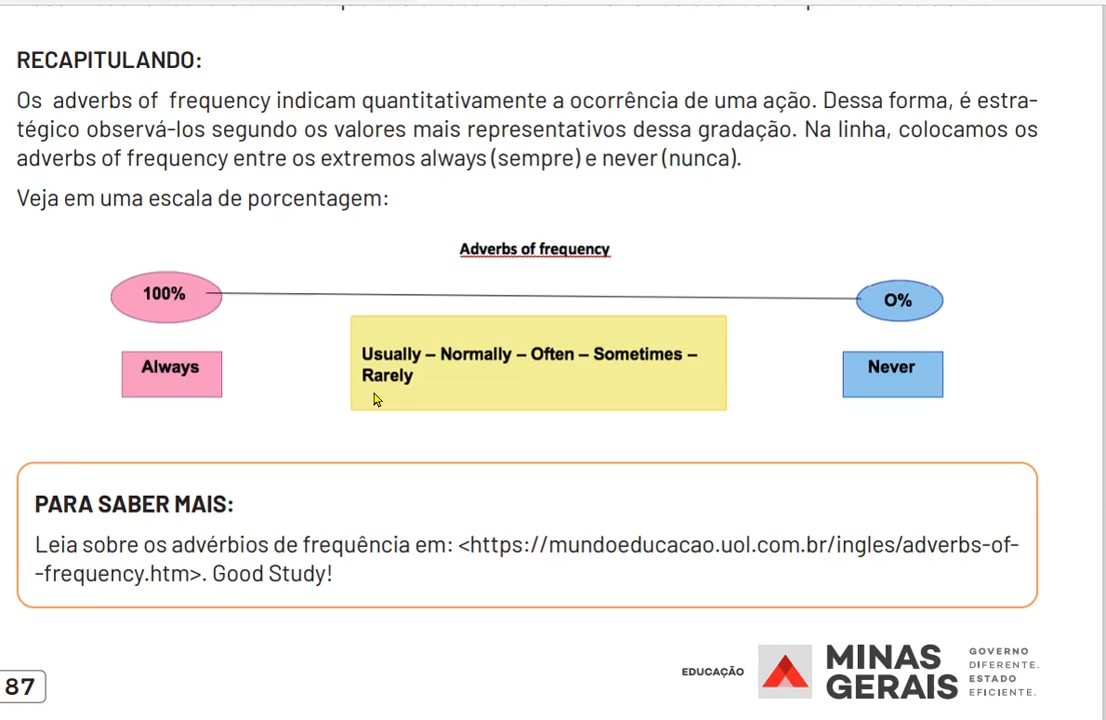 RECAPITULANDO:
Os adverbs of frequency indicam quantitativamente a ocorrência de uma ação. Dessa forma, é estra-
tégico observá-los segundo os valores mais representativos dessa gradação. Na linha, colocamos os
adverbs of frequency entre os extremos always (sempre) e never (nunca).
Veja em uma escala de porcentagem:
Adverbs of frequency
100%
O%
Usually – Normally – Often – Sometimes –
Rarely
Always
Never
PARA SABER MAIS:
Leia sobre os advérbios de frequência em: <https://mundoeducacao.uol.com.br/ingles/adverbs-of-
-frequency.htm>. Good Study!
87
EDUCAÇÃO
MINAS
GERAIS
GOVERNO
DIFERENTE.
ESTADO
EFICIENTE.